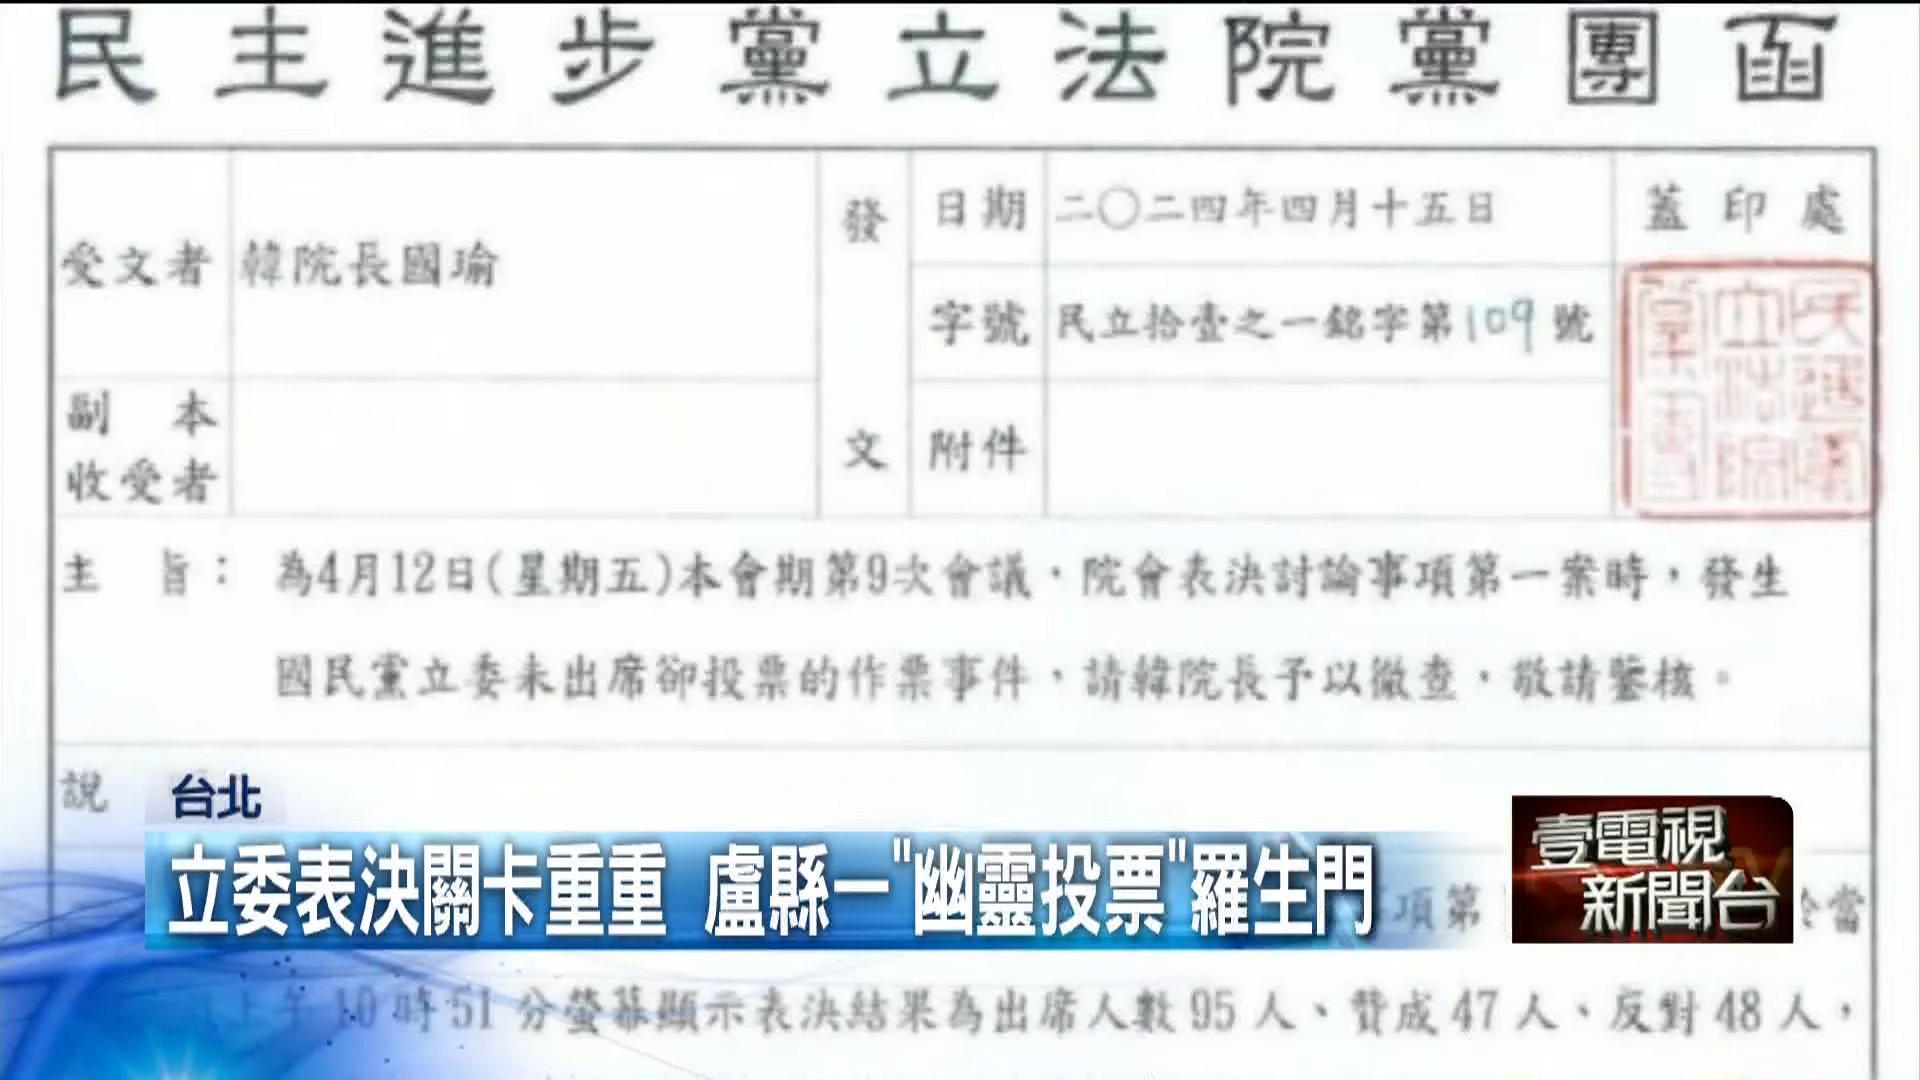 民主進步黨立法院黨團函
受文者
韓院長國瑜
發文
日期
二〇二四年四月十五日
蓋印處
字號
民立拾壹之一銘字第109號
副本
收受者
附件
主旨：為4月12日(星期五)本會期第9次會議，院會表決討論事項第一案時，發生
國民黨立委未出席卻投票的作票事件，請韓院長予以徹查，敬請鑒核。
說
台北
立委表決關卡重重 盧縣一"幽靈投票"羅生門
壹電視
新聞台
項第
當
上午10時51分螢幕顯示表決結果為出席人數95人、贊成47人、反對48人，